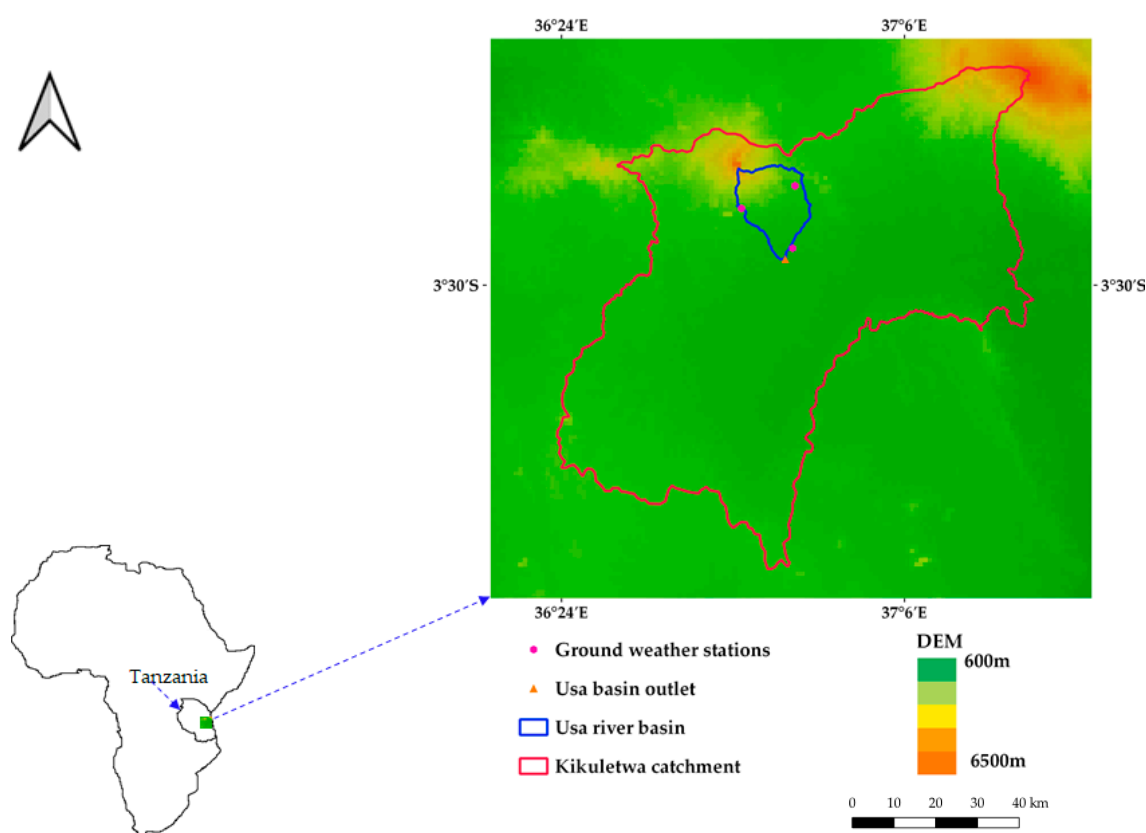 36°24′E 37°6′E
3°30′S 3°30′S
36°24′E 37°6′E
Tanzania
Ground weather stations
Usa basin outlet
Usa river basin
Kikuletwa catchment
DEM
600m
6500m
0 10 20 30 40 km